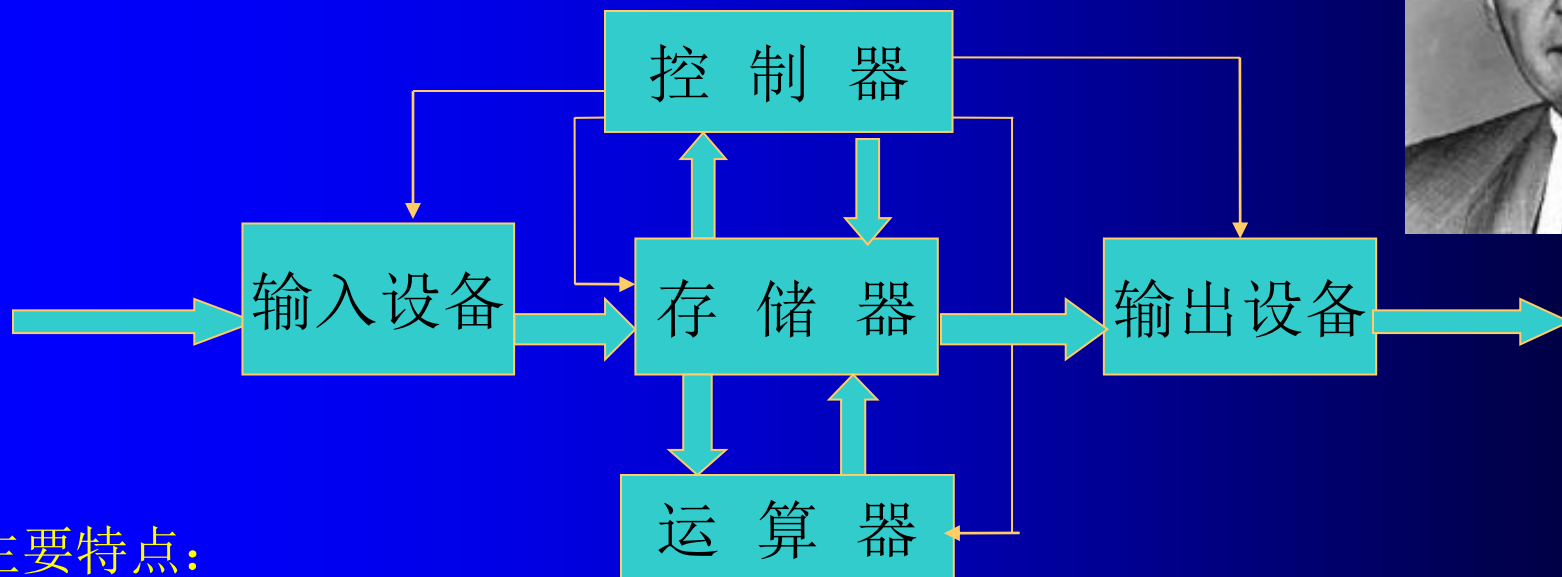 控 制 器
输入设备
存 储 器
输出设备
运 算 器
主要特点：